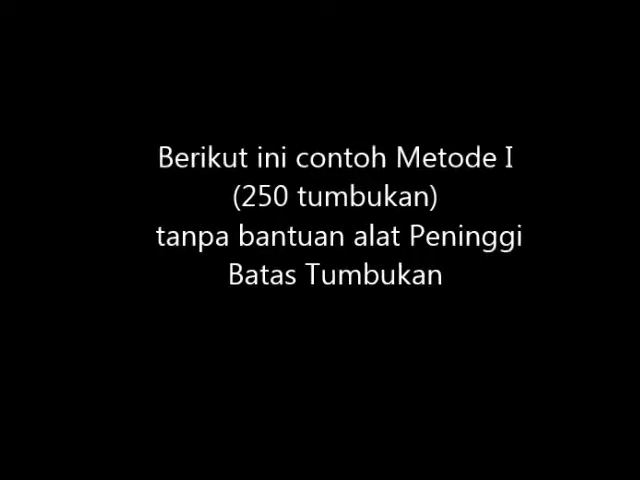 Berikut ini contoh Metode I
(250 tumbukan)
tanpa bantuan alat Peninggi
Batas Tumbukan